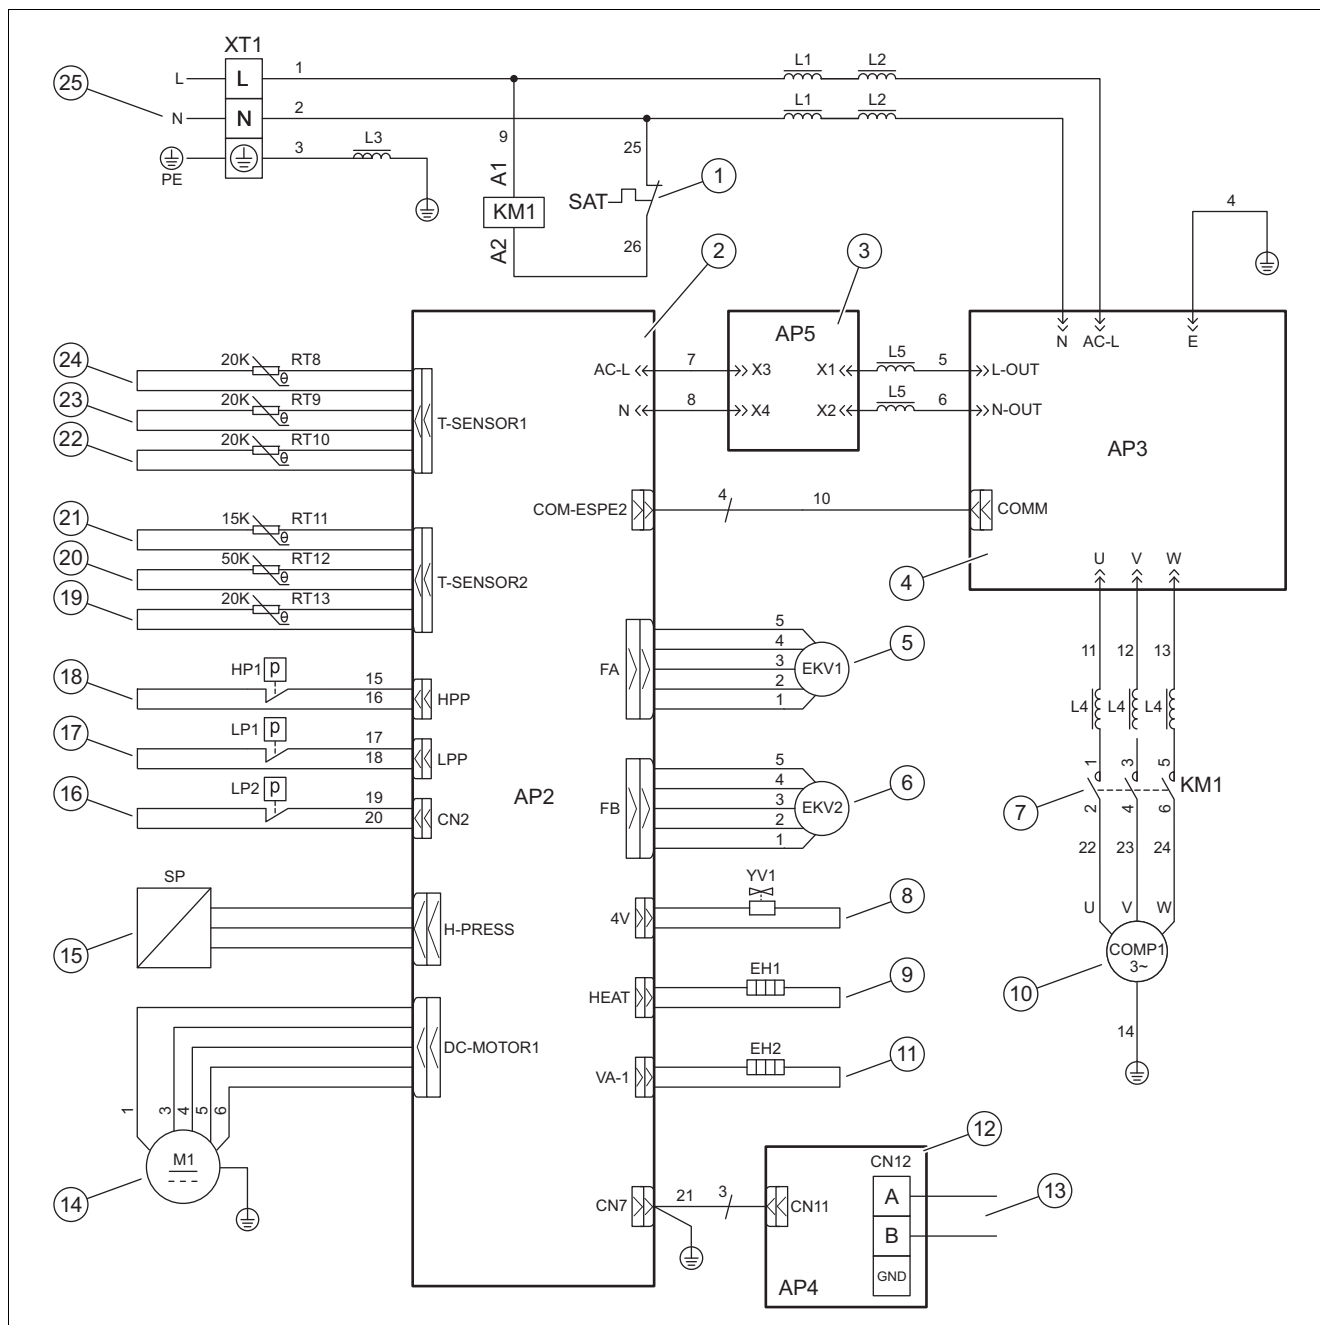 XT1
25
L
L
1
L1
L2
N
N
2
L1
L2
3
L3
PE
9
A1
KM1
A2
25
SAT
26
1
2
3
4
AP5
N
AC-L
E
24
20K
RT8
23
20K
RT9
22
20K
RT10
T-SENSOR1
AC-L
7
X3
X1
L5
5
L-OUT
N
8
X4
X2
L5
6
N-OUT
AP3
21
15K
RT11
20
50K
RT12
19
20K
RT13
T-SENSOR2
COM-ESPE2
4
10
COMM
U
V
W
4
18
HP1
p
15
16
HPP
17
LP1
p
17
18
LPP
16
LP2
p
19
20
CN2
AP2
FA
5
4
3
2
1
EKV1
5
FB
5
4
3
2
1
EKV2
6
11
12
13
L4
L4
L4
1
3
5
KM1
7
2
4
6
22
23
24
U
V
W
COMP1
3~
10
14
SP
15
H-PRESS
4V
YV1
8
HEAT
EH1
9
VA-1
EH2
11
DC-MOTOR1
1
3
4
5
6
M1
14
CN7
21
3
CN11
12
CN12
A
B
GND
13
AP4
θ
θ
θ
θ
θ
θ